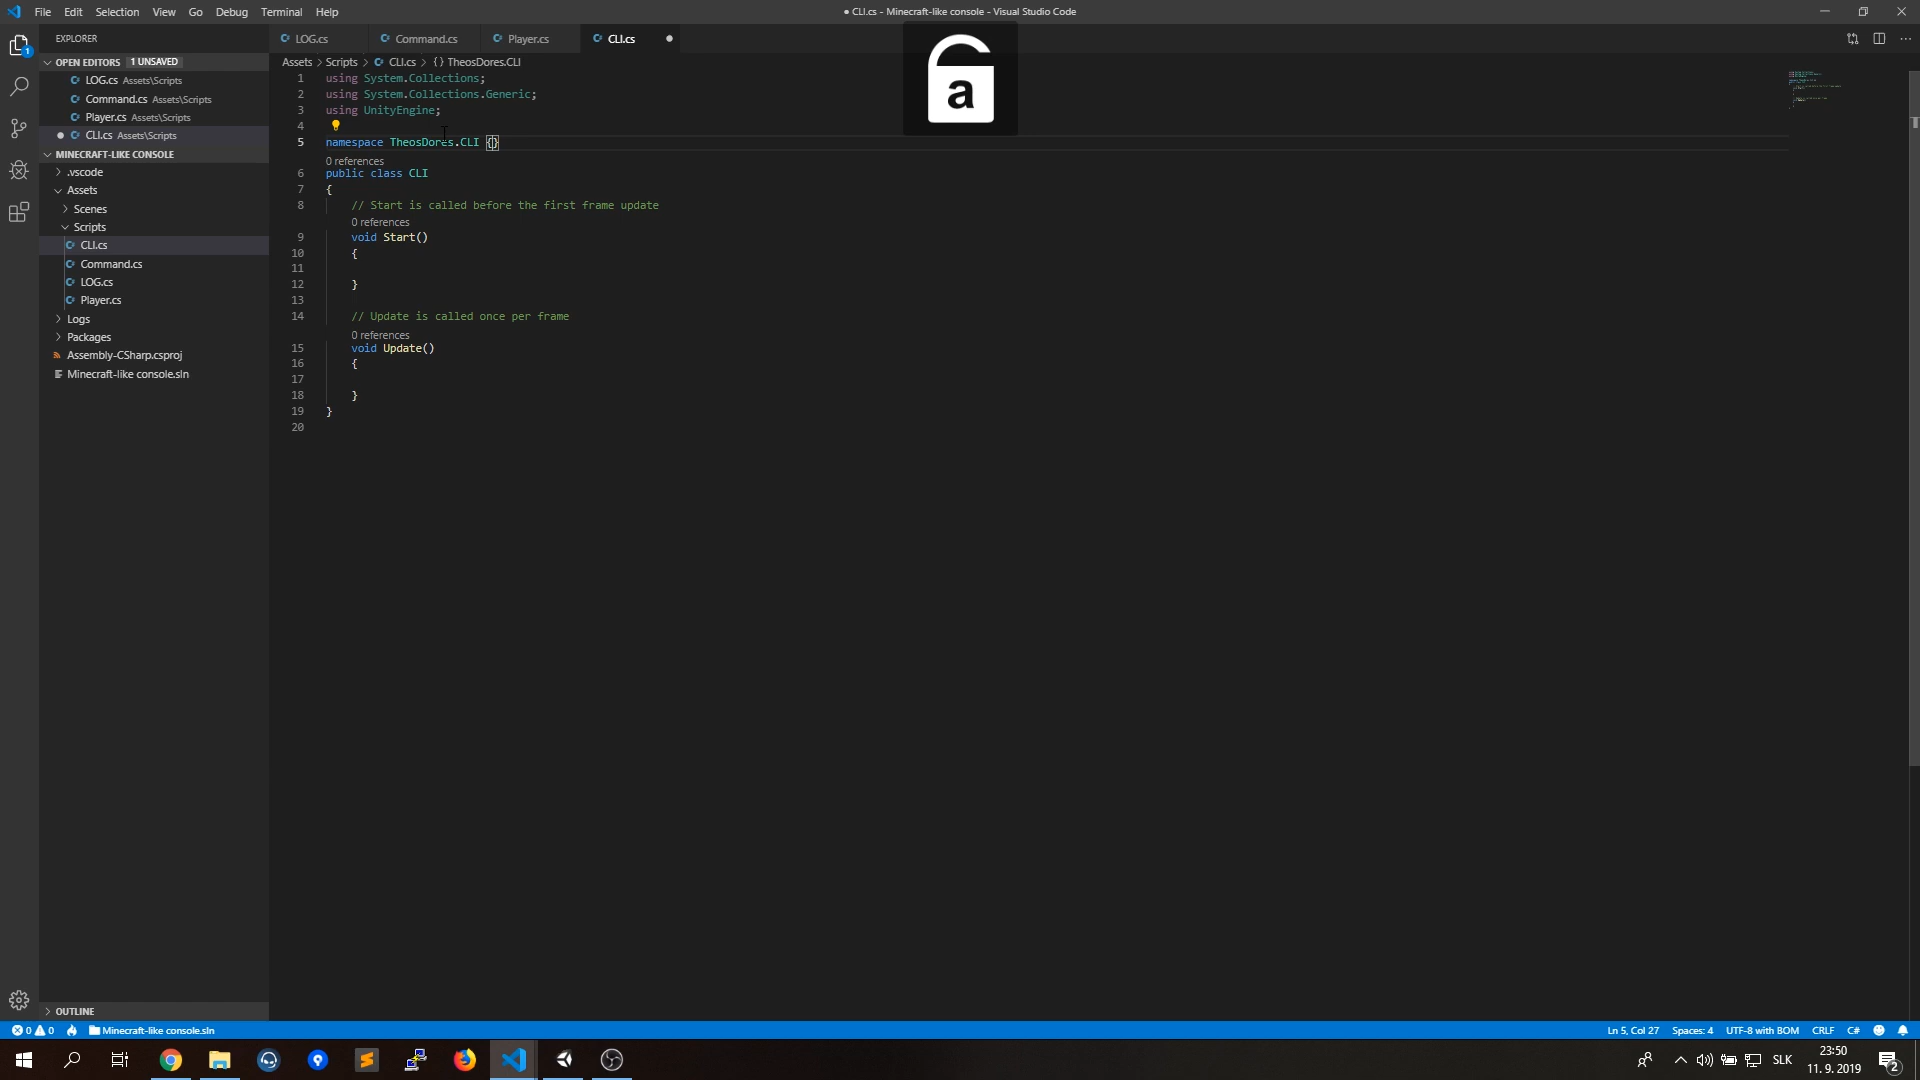 File Edit Selection View Go Debug Terminal Help
● CLI.cs - Minecraft-like console - Visual Studio Code
EXPLORER
OPEN EDITORS 1 UNSAVED
LOG.cs Assets\Scripts
Command.cs Assets\Scripts
Player.cs Assets\Scripts
● CLI.cs Assets\Scripts
MINECRAFT-LIKE CONSOLE
.vscode
Assets
Scenes
Scripts
CLI.cs
Command.cs
LOG.cs
Player.cs
Logs
Packages
Assembly-CSharp.csproj
Minecraft-like console.sln
OUTLINE
LOG.cs Command.cs Player.cs CLI.cs
Assets > Scripts > CLI.cs > {} TheosDores.CLI
1 using System.Collections;
2 using System.Collections.Generic;
3 using UnityEngine;
4
5 namespace TheosDores.CLI {}
0 references
6 public class CLI
7 {
8 // Start is called before the first frame update
0 references
9 void Start()
10 {
11
12 }
13
14 // Update is called once per frame
0 references
15 void Update()
16 {
17
18 }
19 }
20
a
1
0 0 Minecraft-like console.sln
Ln 5, Col 27 Spaces: 4 UTF-8 with BOM CRLF C#
SLK
23:50
11. 9. 2019
2